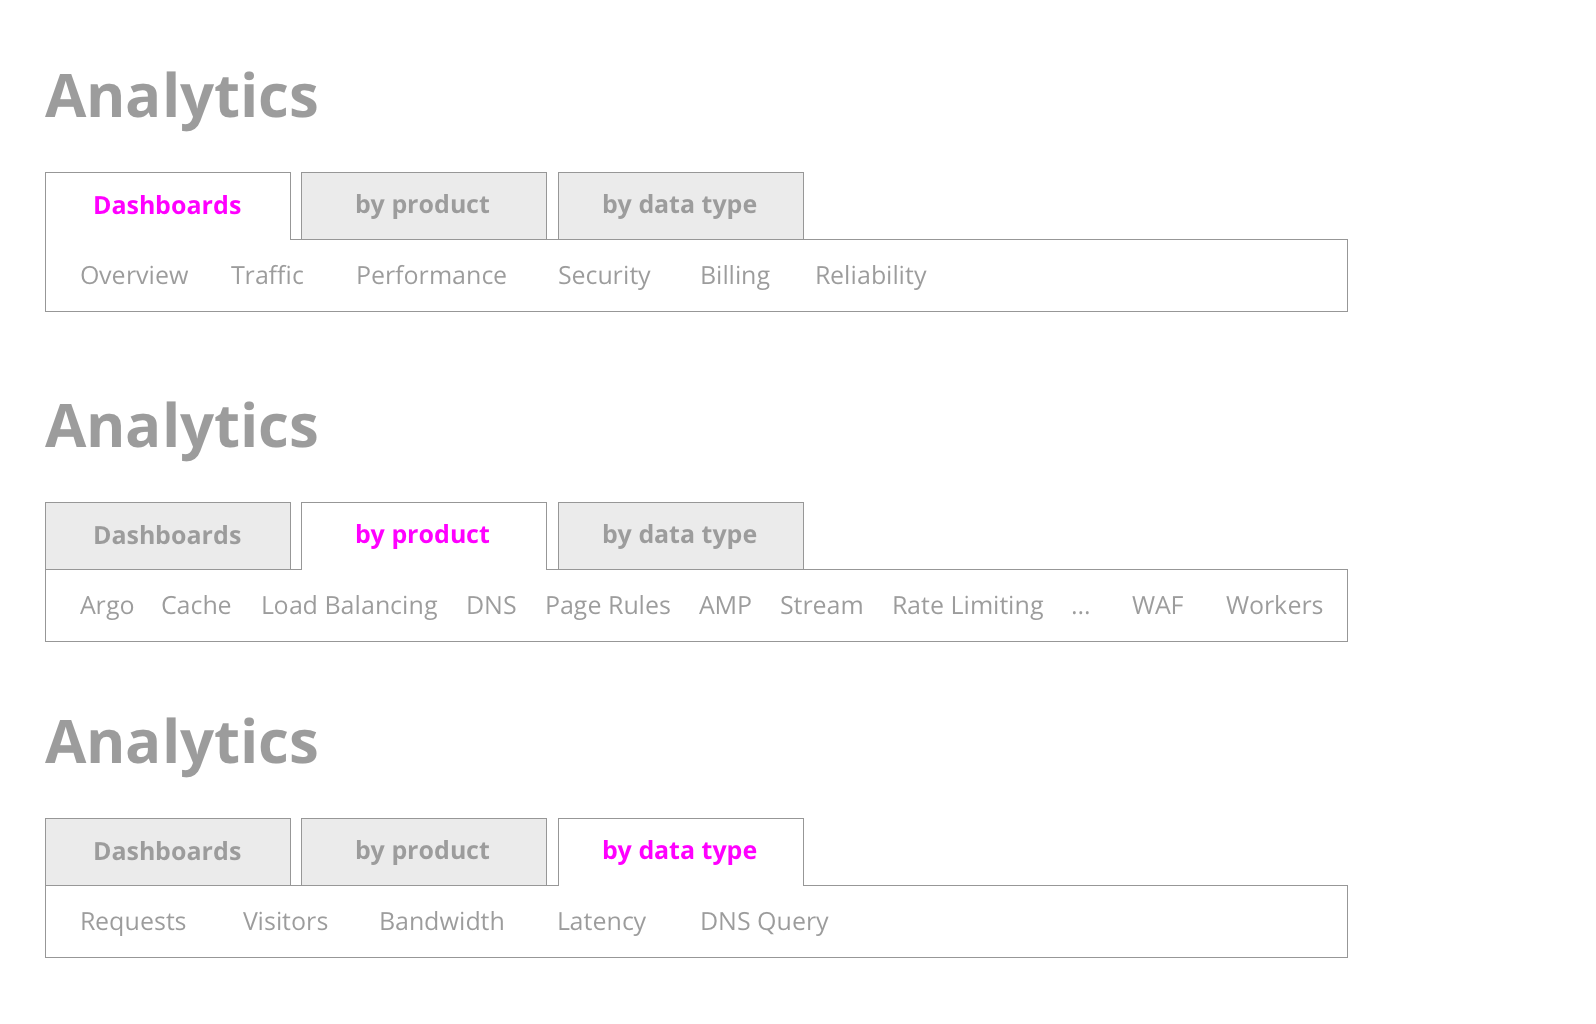 Analytics
Dashboards by product by data type
Overview Traffic Performance Security Billing Reliability
Analytics
Dashboards by product by data type
Argo Cache Load Balancing DNS Page Rules AMP Stream Rate Limiting ... WAF Workers
Analytics
Dashboards by product by data type
Requests Visitors Bandwidth Latency DNS Query